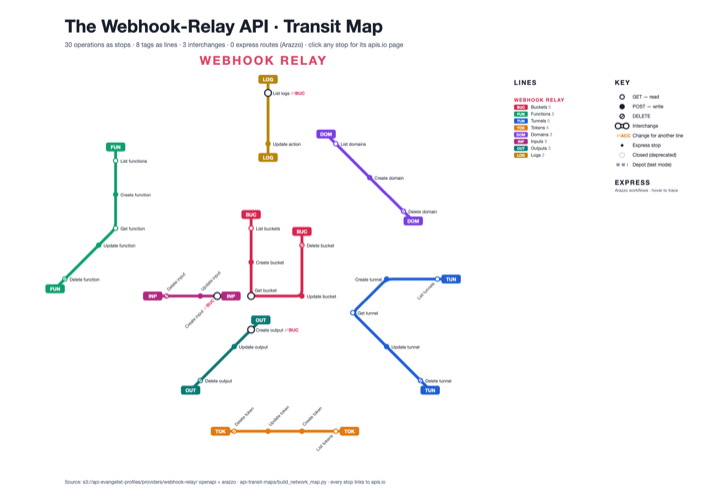 The Webhook-Relay API · Transit Map
30 operations as stops · 8 tags as lines · 3 interchanges · 0 express routes (Arazzo) · click any stop for its apis.io page
WEBHOOK RELAY
LOG
List logs ⇄BUC
Update action
LOG
DOM
List domains
Create domain
Delete domain
DOM
FUN
List functions
Create function
Get function
Update function
Delete function
FUN
BUC
List buckets
Create bucket
Get bucket
BUC
Delete bucket
Update bucket
INP
Delete input
Update input
Create input ⇄BUC
INP
OUT
Create output ⇄BUC
Update output
Delete output
OUT
Create tunnel
List tunnels
TUN
Get tunnel
Update tunnel
Delete tunnel
TUN
TOK
Delete token
Update token
Create token
List tokens
TOK
LINES
WEBHOOK RELAY
BUC Buckets 5
FUN Functions 5
TUN Tunnels 5
TOK Tokens 4
DOM Domains 3
INP Inputs 3
OUT Outputs 3
LOG Logs 2
KEY
GET — read
POST — write
DELETE
Interchange
⇄ACC Change for another line
Express stop
Closed (deprecated)
Depot (test mode)
EXPRESS
Arazzo workflows · hover to trace
Source: s3://api-evangelist-profiles/providers/webhook-relay/ openapi + arazzo · api-transit-maps/build_network_map.py · every stop links to apis.io